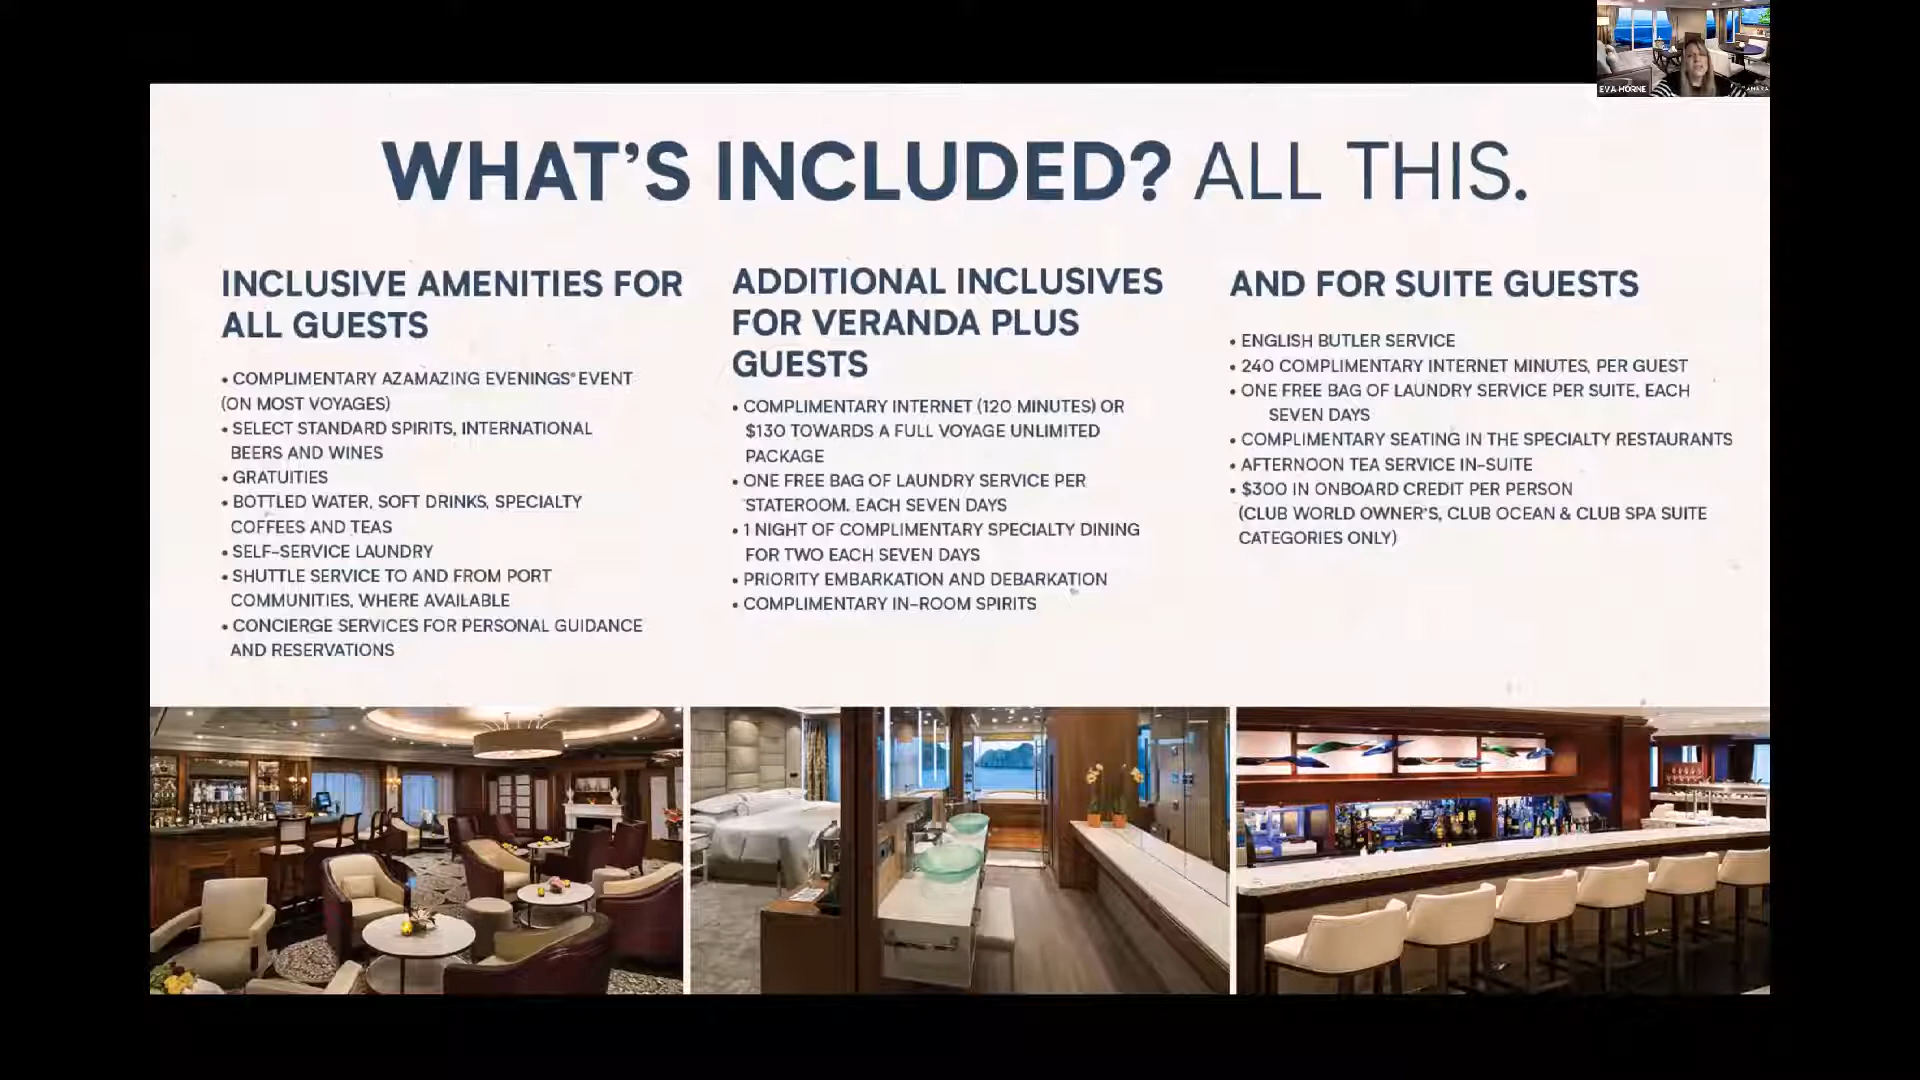 EVA HORNE
WHAT'S INCLUDED? ALL THIS.
INCLUSIVE AMENITIES FOR
ALL GUESTS
• COMPLIMENTARY AZAMAZING EVENINGS® EVENT
(ON MOST VOYAGES)
• SELECT STANDARD SPIRITS, INTERNATIONAL
BEERS AND WINES
• GRATUITIES
• BOTTLED WATER, SOFT DRINKS, SPECIALTY
COFFEES AND TEAS
• SELF-SERVICE LAUNDRY
• SHUTTLE SERVICE TO AND FROM PORT
COMMUNITIES, WHERE AVAILABLE
• CONCIERGE SERVICES FOR PERSONAL GUIDANCE
AND RESERVATIONS
ADDITIONAL INCLUSIVES
FOR VERANDA PLUS
GUESTS
• COMPLIMENTARY INTERNET (120 MINUTES) OR
$130 TOWARDS A FULL VOYAGE UNLIMITED
PACKAGE
• ONE FREE BAG OF LAUNDRY SERVICE PER
STATEROOM, EACH SEVEN DAYS
• 1 NIGHT OF COMPLIMENTARY SPECIALTY DINING
FOR TWO EACH SEVEN DAYS
• PRIORITY EMBARKATION AND DEBARKATION
• COMPLIMENTARY IN-ROOM SPIRITS
AND FOR SUITE GUESTS
• ENGLISH BUTLER SERVICE
• 240 COMPLIMENTARY INTERNET MINUTES, PER GUEST
• ONE FREE BAG OF LAUNDRY SERVICE PER SUITE, EACH
SEVEN DAYS
• COMPLIMENTARY SEATING IN THE SPECIALTY RESTAURANTS
• AFTERNOON TEA SERVICE IN-SUITE
• $300 IN ONBOARD CREDIT PER PERSON
(CLUB WORLD OWNER'S, CLUB OCEAN & CLUB SPA SUITE
CATEGORIES ONLY)